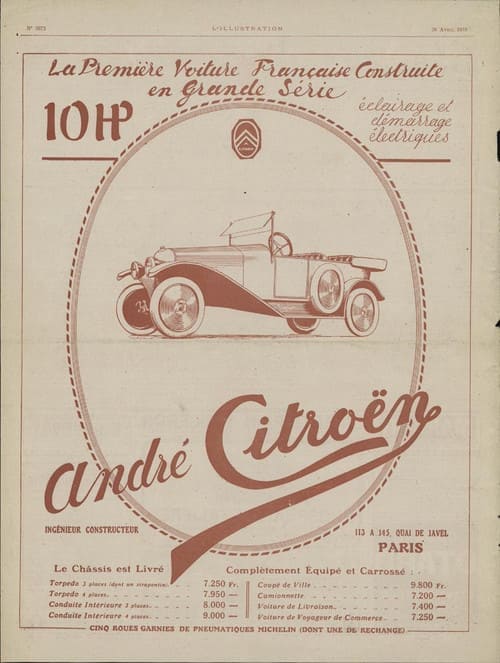 L'ILLUSTRATION
La Première Voiture Française Construite
en Grande Série
10 HP
éclairage et
démarrage
électriques
André Citroën
INGÉNIEUR CONSTRUCTEUR
113 A 145, QUAI DE JAVEL
PARIS
Le Châssis est Livré Complètement Équipé et Carrossé :
Torpedo 3 places (dont un strapontin) 7.250 Fr.
Torpedo 4 places 7.950 —
Conduite Intérieure 3 places 8.000 —
Conduite Intérieure 4 places 9.000 —
Coupé de Ville 9.800 Fr.
Camionnette 7.200 —
Voiture de Livraison 7.400 —
Voiture de Voyageur de Commerce 7.250 —
CINQ ROUES GARNIES DE PNEUMATIQUES MICHELIN (DONT UNE DE RECHANGE)